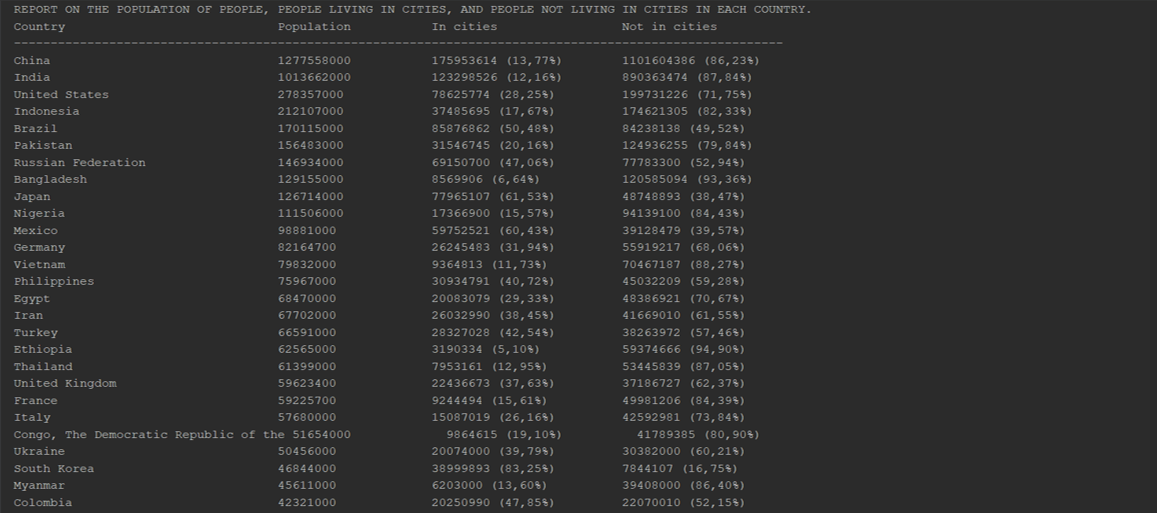 REPORT ON THE POPULATION OF PEOPLE, PEOPLE LIVING IN CITIES, AND PEOPLE NOT LIVING IN CITIES IN EACH COUNTRY.
Country Population In cities Not in cities
---------------------------------------------------------------------------------------------------------
China 1277558000 175953614 (13,77%) 1101604386 (86,23%)
India 1013662000 123298526 (12,16%) 890363474 (87,84%)
United States 278357000 78625774 (28,25%) 199731226 (71,75%)
Indonesia 212107000 37485695 (17,67%) 174621305 (82,33%)
Brazil 170115000 85876862 (50,48%) 84238138 (49,52%)
Pakistan 156483000 31546745 (20,16%) 124936255 (79,84%)
Russian Federation 146934000 69150700 (47,06%) 77783300 (52,94%)
Bangladesh 129155000 8569906 (6,64%) 120585094 (93,36%)
Japan 126714000 77965107 (61,53%) 48748893 (38,47%)
Nigeria 111506000 17366900 (15,57%) 94139100 (84,43%)
Mexico 98881000 59752521 (60,43%) 39128479 (39,57%)
Germany 82164700 26245483 (31,94%) 55919217 (68,06%)
Vietnam 79832000 9364813 (11,73%) 70467187 (88,27%)
Philippines 75967000 30934791 (40,72%) 45032209 (59,28%)
Egypt 68470000 20083079 (29,33%) 48386921 (70,67%)
Iran 67702000 26032990 (38,45%) 41669010 (61,55%)
Turkey 66591000 28327028 (42,54%) 38263972 (57,46%)
Ethiopia 62565000 3190334 (5,10%) 59374666 (94,90%)
Thailand 61399000 7953161 (12,95%) 53445839 (87,05%)
United Kingdom 59623400 22436673 (37,63%) 37186727 (62,37%)
France 59225700 9244494 (15,61%) 49981206 (84,39%)
Italy 57680000 15087019 (26,16%) 42592981 (73,84%)
Congo, The Democratic Republic of the 51654000 9864615 (19,10%) 41789385 (80,90%)
Ukraine 50456000 20074000 (39,79%) 30382000 (60,21%)
South Korea 46844000 38999893 (83,25%) 7844107 (16,75%)
Myanmar 45611000 6203000 (13,60%) 39408000 (86,40%)
Colombia 42321000 20250990 (47,85%) 22070010 (52,15%)